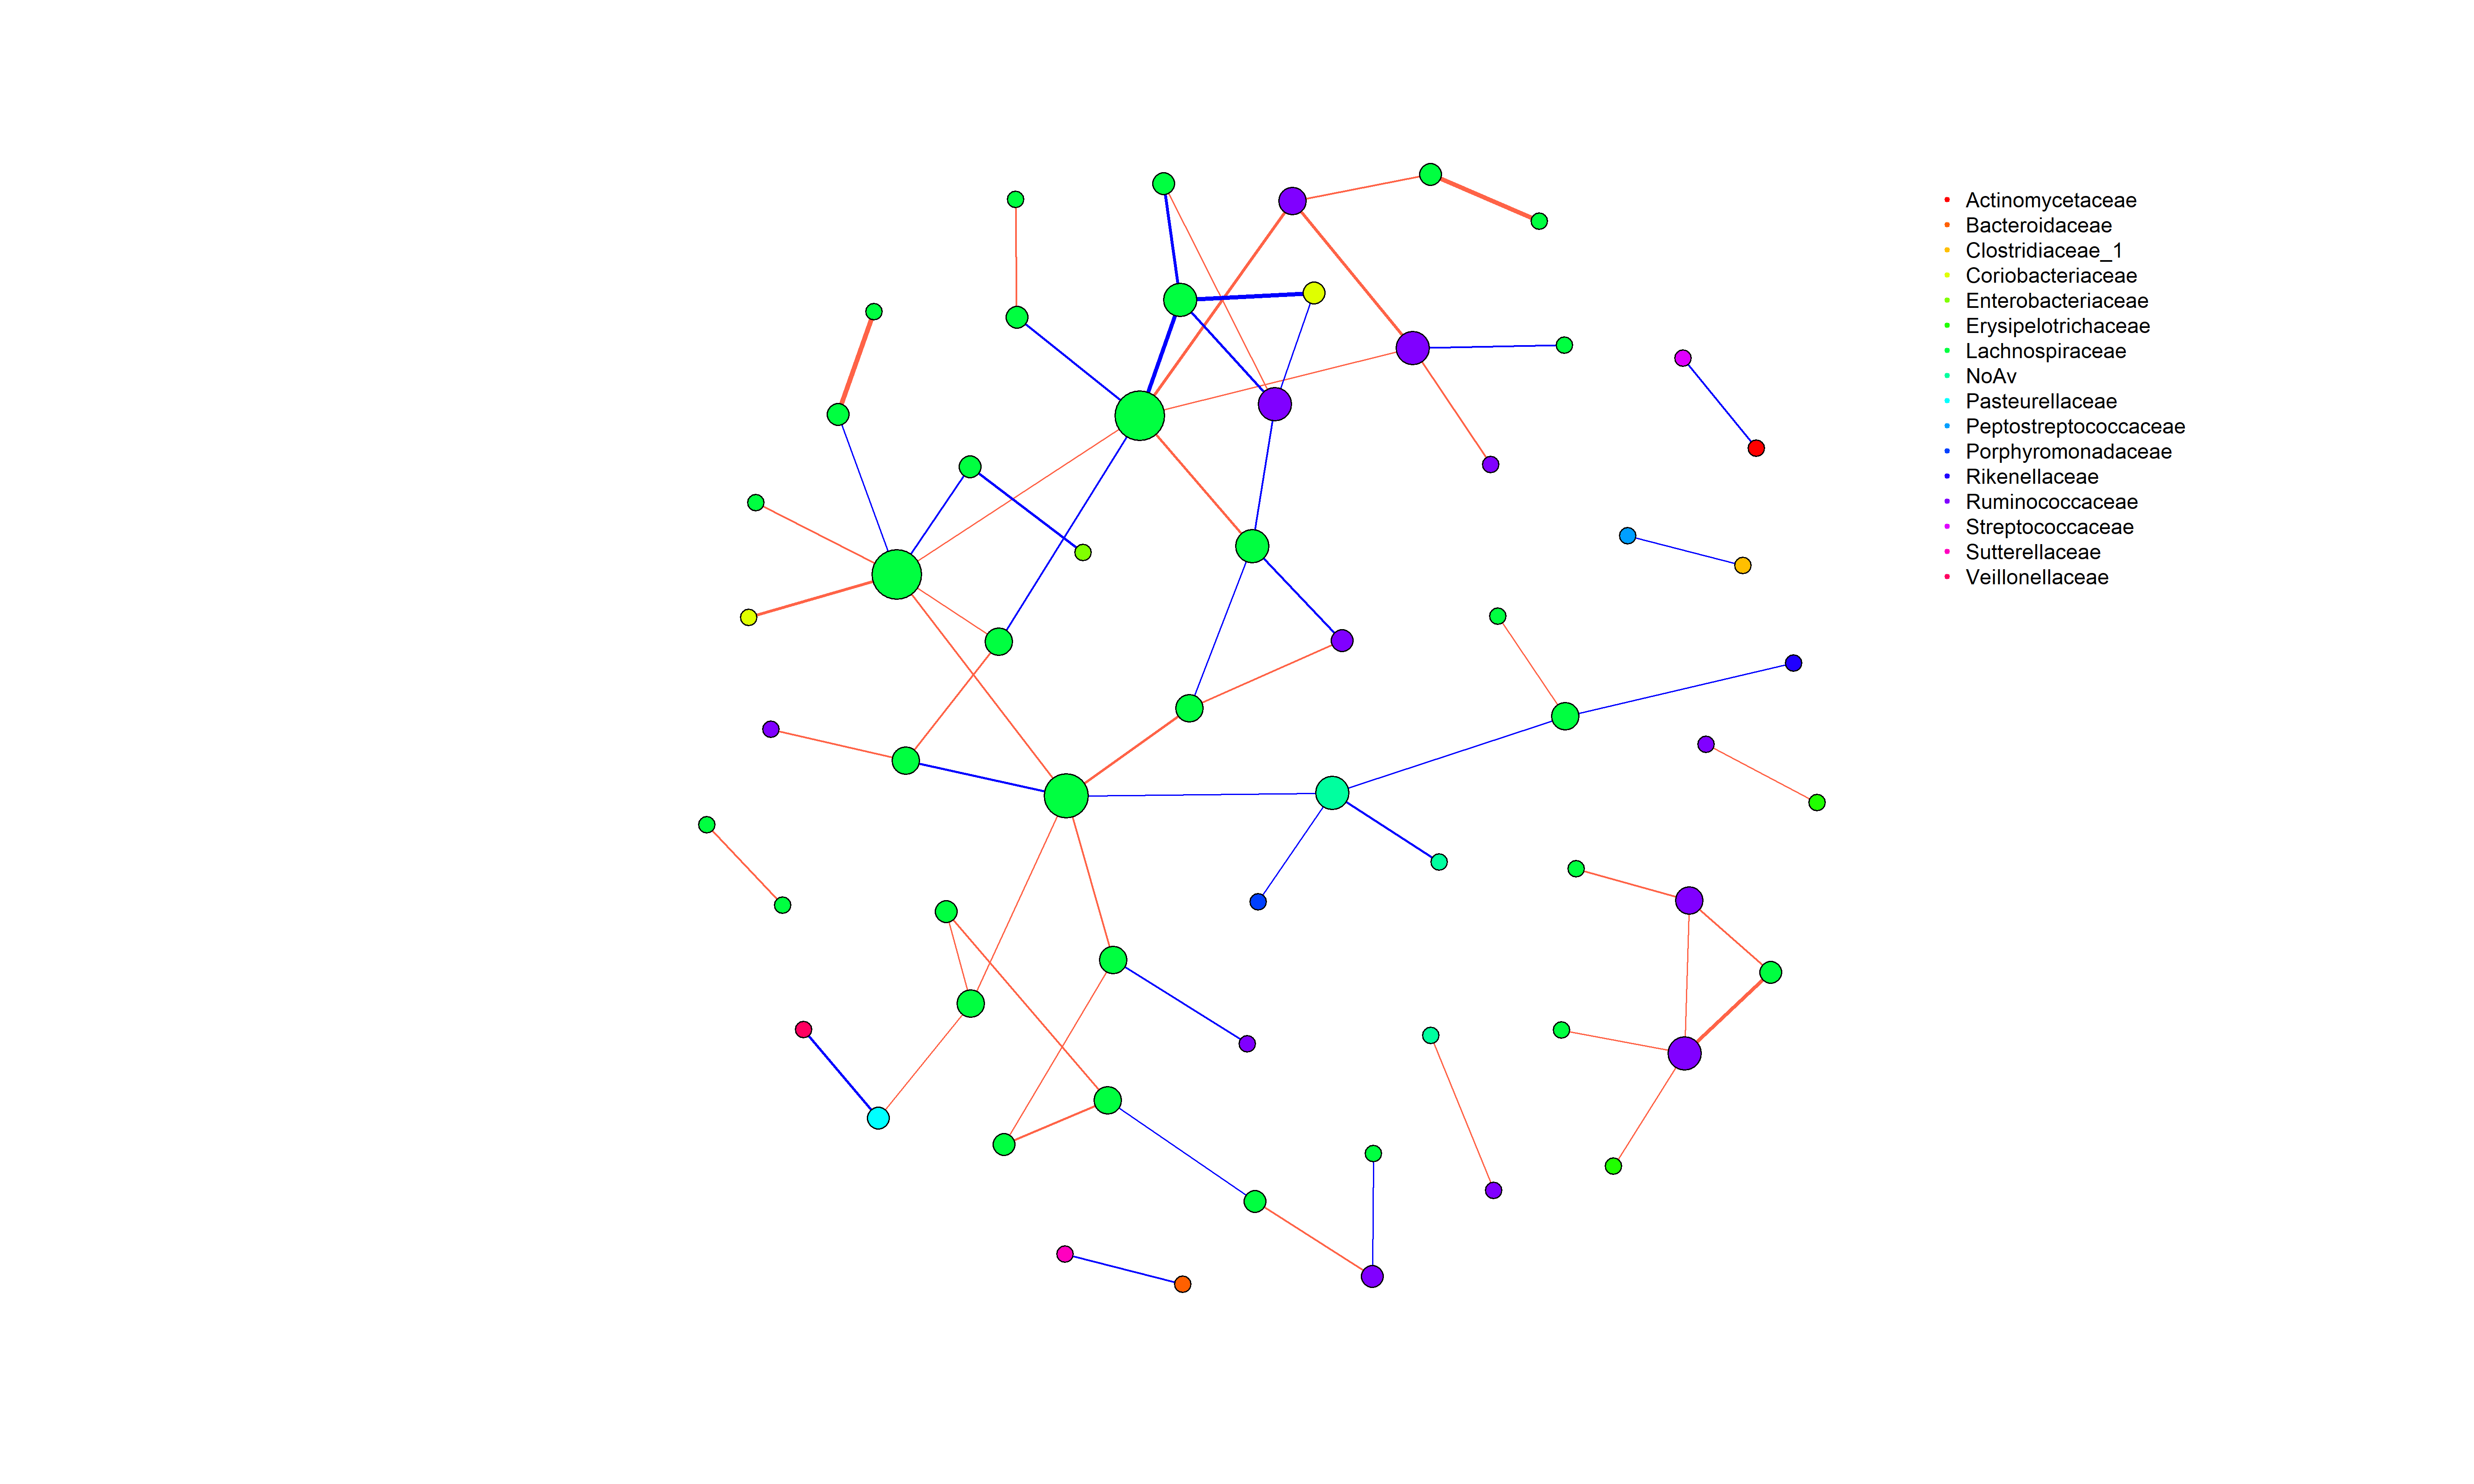 Actinomycetaceae
Bacteroidaceae
Clostridiaceae_1
Coriobacteriaceae
Enterobacteriaceae
Erysipelotrichaceae
Lachnospiraceae
NoAv
Pasteurellaceae
Peptostreptococcaceae
Porphyromonadaceae
Rikenellaceae
Ruminococcaceae
Streptococcaceae
Sutterellaceae
Veillonellaceae